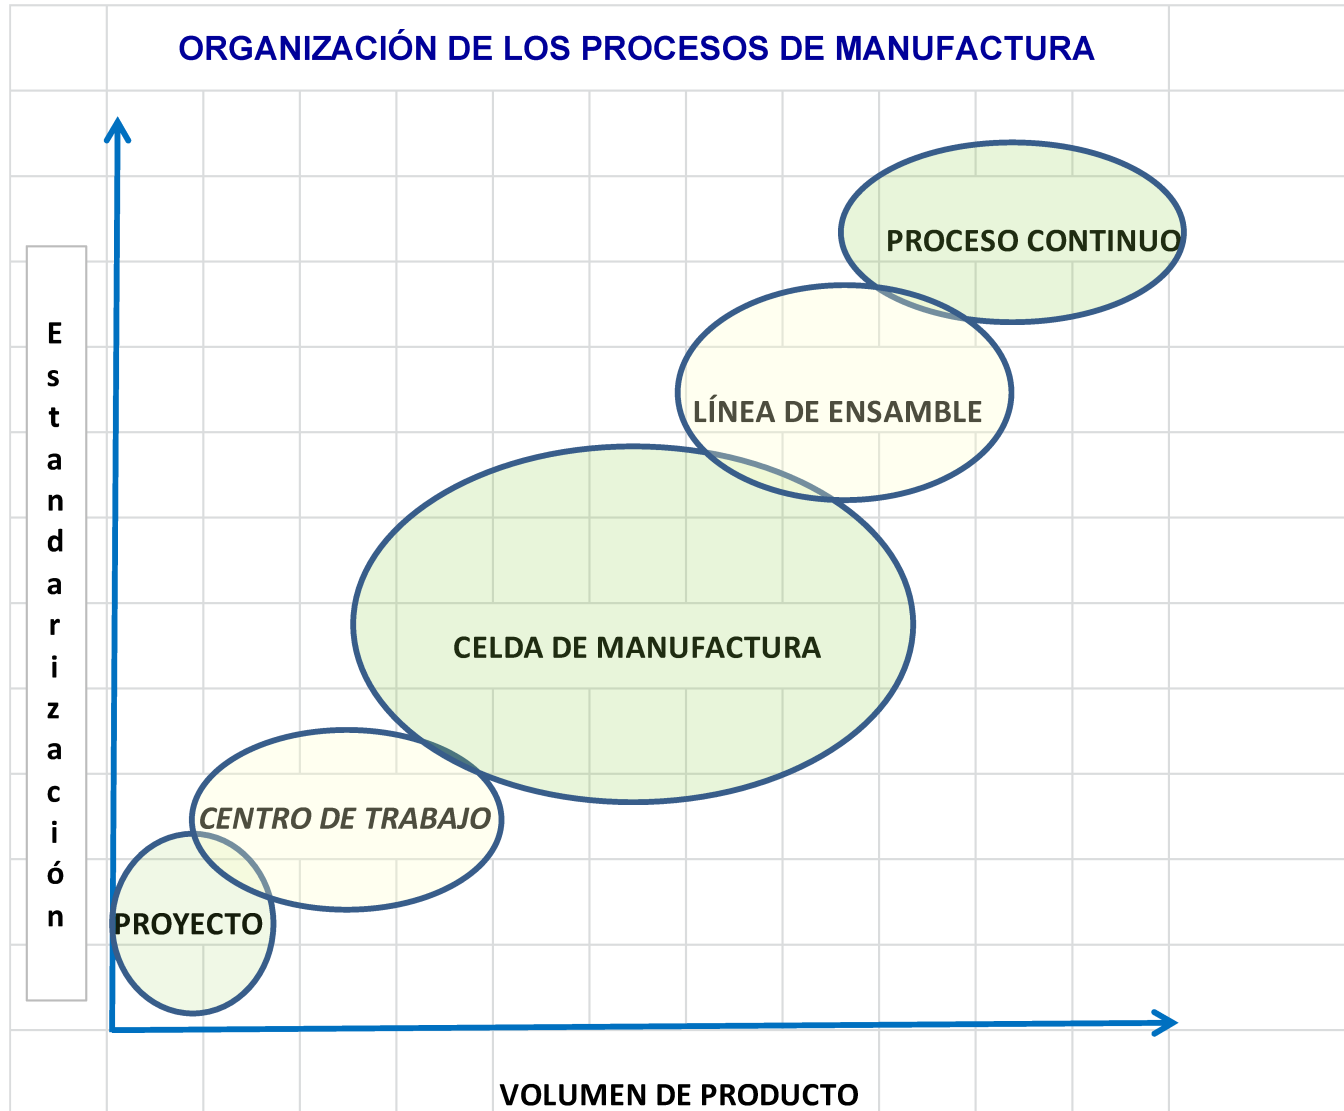 ORGANIZACIÓN DE LOS PROCESOS DE MANUFACTURA
PROCESO CONTINUO
Estandarización
LÍNEA DE ENSAMBLE
CELDA DE MANUFACTURA
CENTRO DE TRABAJO
PROYECTO
VOLUMEN DE PRODUCTO